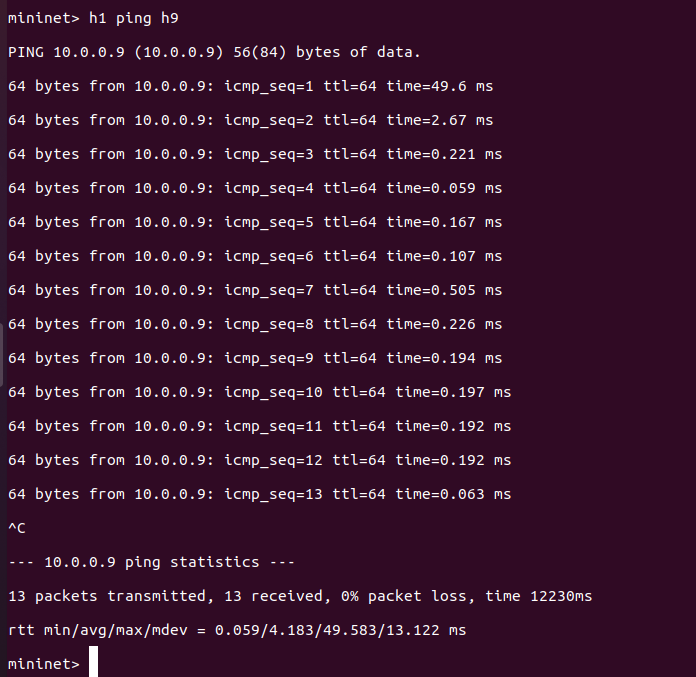 mininet> h1 ping h9
PING 10.0.0.9 (10.0.0.9) 56(84) bytes of data.
64 bytes from 10.0.0.9: icmp_seq=1 ttl=64 time=49.6 ms
64 bytes from 10.0.0.9: icmp_seq=2 ttl=64 time=2.67 ms
64 bytes from 10.0.0.9: icmp_seq=3 ttl=64 time=0.221 ms
64 bytes from 10.0.0.9: icmp_seq=4 ttl=64 time=0.059 ms
64 bytes from 10.0.0.9: icmp_seq=5 ttl=64 time=0.167 ms
64 bytes from 10.0.0.9: icmp_seq=6 ttl=64 time=0.107 ms
64 bytes from 10.0.0.9: icmp_seq=7 ttl=64 time=0.505 ms
64 bytes from 10.0.0.9: icmp_seq=8 ttl=64 time=0.226 ms
64 bytes from 10.0.0.9: icmp_seq=9 ttl=64 time=0.194 ms
64 bytes from 10.0.0.9: icmp_seq=10 ttl=64 time=0.197 ms
64 bytes from 10.0.0.9: icmp_seq=11 ttl=64 time=0.192 ms
64 bytes from 10.0.0.9: icmp_seq=12 ttl=64 time=0.192 ms
64 bytes from 10.0.0.9: icmp_seq=13 ttl=64 time=0.063 ms
^C
--- 10.0.0.9 ping statistics ---
13 packets transmitted, 13 received, 0% packet loss, time 12230ms
rtt min/avg/max/mdev = 0.059/4.183/49.583/13.122 ms
mininet>